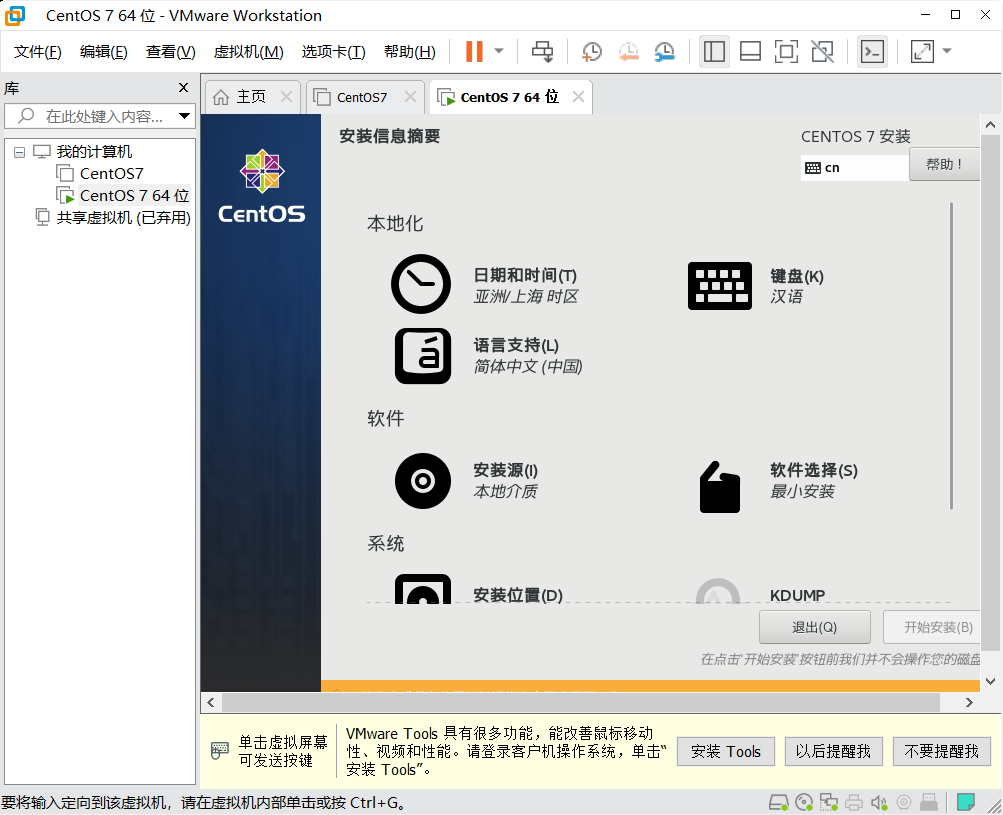 CentOS 7 64 位 - VMware Workstation
文件(F) 编辑(E) 查看(V) 虚拟机(M) 选项卡(T) 帮助(H)
库
在此处键入内容...
我的计算机
CentOS7
CentOS 7 64 位
共享虚拟机 (已弃用)
主页 CentOS7 CentOS 7 64 位
CentOS
安装信息摘要
CENTOS 7 安装
cn
帮助！
本地化
日期和时间(T)
亚洲/上海 时区
键盘(K)
汉语
语言支持(L)
简体中文 (中国)
软件
安装源(I)
本地介质
软件选择(S)
最小安装
系统
安装位置(D)
KDUMP
退出(Q)
开始安装(B)
在点击'开始安装'按钮前我们并不会操作您的磁盘
单击虚拟屏幕
可发送按键
VMware Tools 具有很多功能，能改善鼠标移动
性、视频和性能。请登录客户机操作系统，单击“
安装 Tools”。
安装 Tools
以后提醒我
不要提醒我
要将输入定向到该虚拟机，请在虚拟机内部单击或按 Ctrl+G。